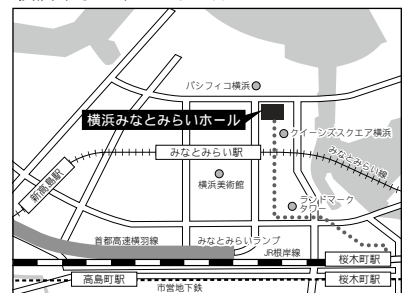 パシフィコ横浜
横浜みなとみらいホール
クイーンズスクエア横浜
みなとみらい駅
みなとみらい線
新高島駅
横浜美術館
ランドマーク
タワー
首都高速横羽線
みなとみらいランプ
JR根岸線
桜木町駅
高島町駅
桜木町駅
市営地下鉄